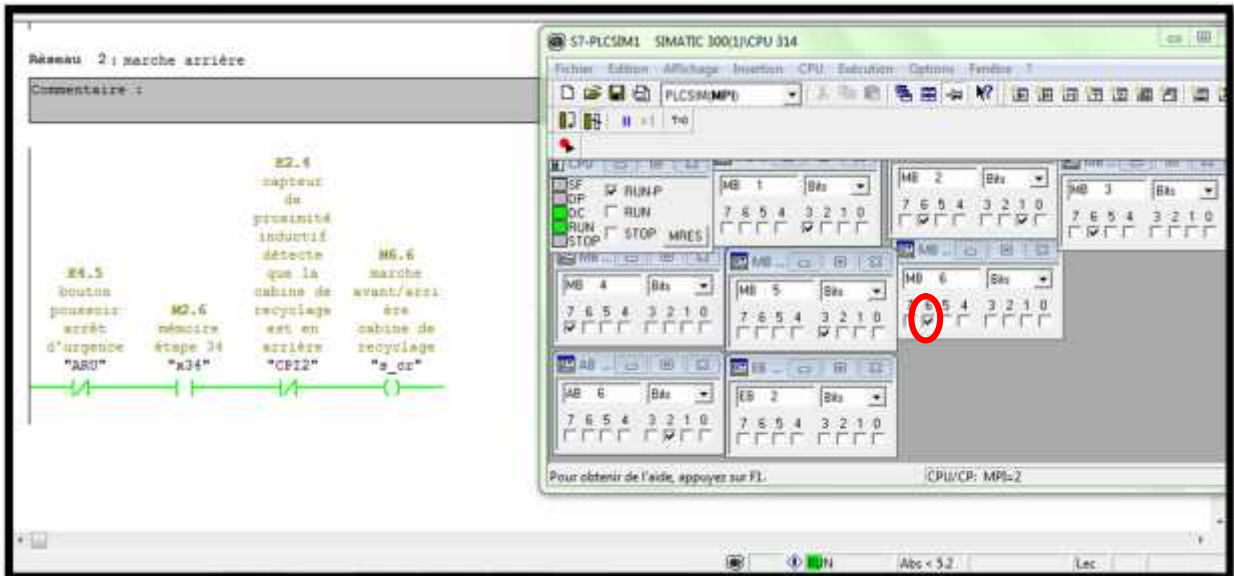 Réseau 2 : marche arrière
Commentaire :
E2.4
capteur
de
proximité
inductif
détecte
que la
cabine de
recyclage
est en
arrière
"CPI2"
E4.5
bouton
poussoir
arrêt
d'urgence
"ARU"
M2.6
mémoire
étape 34
"x34"
M6.6
marche
avant/arri
ère
cabine de
recyclage
"s_cr"
S7-PLCSIM1 SIMATIC 300(1)\CPU 314
Fichier Edition Affichage Insertion CPU Exécution Options Fenêtre ?
PLCSIM(MPI)
+1 T=0
CPU
SF
DP
DC
RUN
STOP
RUN-P
RUN
STOP MRES
MB 1 Bits
7 6 5 4 3 2 1 0
MB 2 Bits
7 6 5 4 3 2 1 0
MB 3 Bits
7 6 5 4 3 2 1 0
MB ...
MB 4 Bits
7 6 5 4 3 2 1 0
MB ...
MB 5 Bits
7 6 5 4 3 2 1 0
MB ...
MB 6 Bits
7 6 5 4 3 2 1 0
AB ...
AB 6 Bits
7 6 5 4 3 2 1 0
EB ...
EB 2 Bits
7 6 5 4 3 2 1 0
Pour obtenir de l'aide, appuyez sur F1.
CPU/CP: MPI=2
RUN
Abs < 5.2
Lec